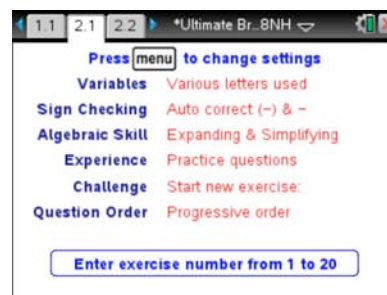 1.1 2.1 2.2 *Ultimate Br...8NH
Press menu to change settings
Variables Various letters used
Sign Checking Auto correct (−) & −
Algebraic Skill Expanding & Simplifying
Experience Practice questions
Challenge Start new exercise:
Question Order Progressive order
Enter exercise number from 1 to 20